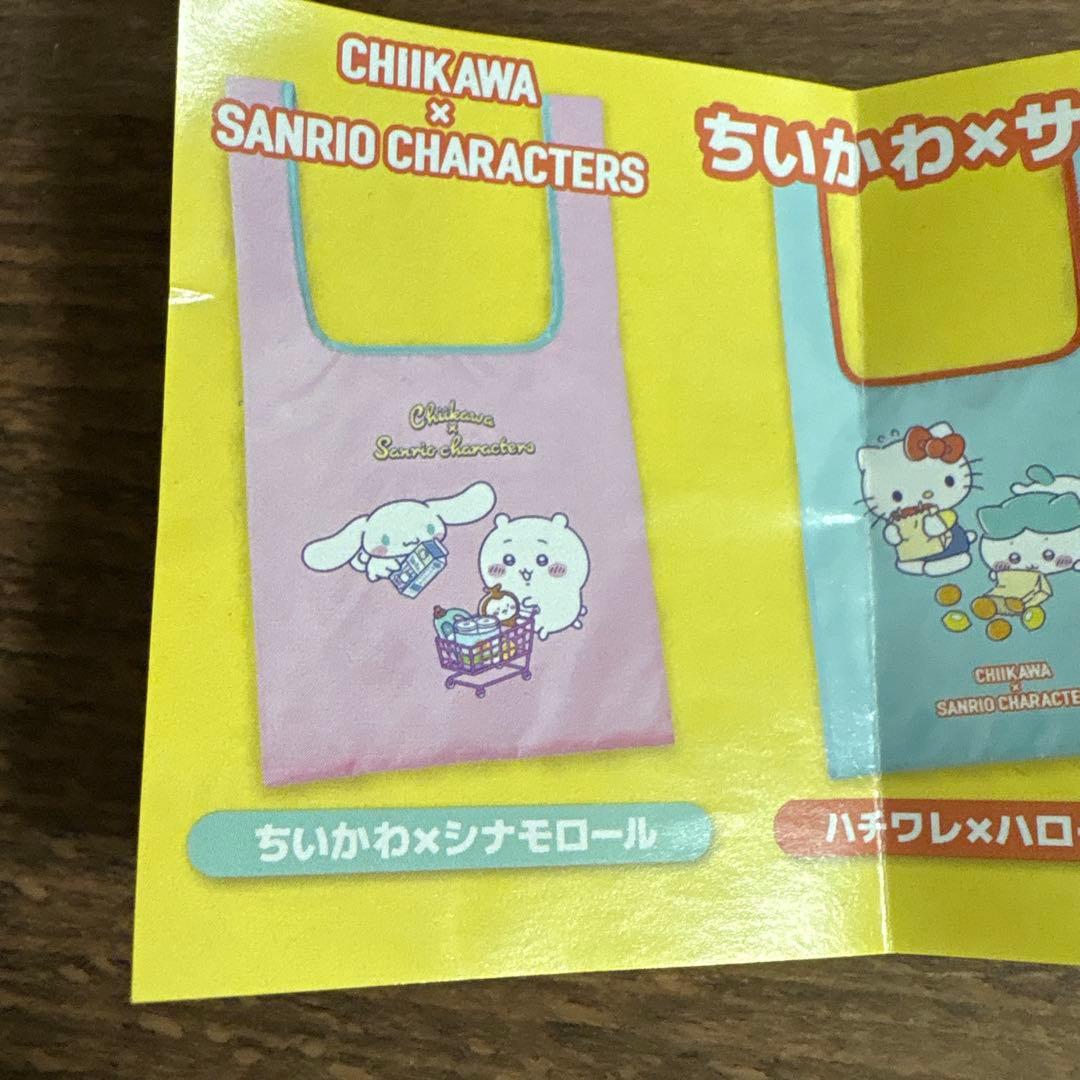 CHIIKAWA
×
SANRIO CHARACTERS
ちいかわ×サ
Chiikawa
×
Sanrio characters
CHIIKAWA
×
SANRIO CHARACTE
ちいかわ×シナモロール
ハチワレ×ハロ